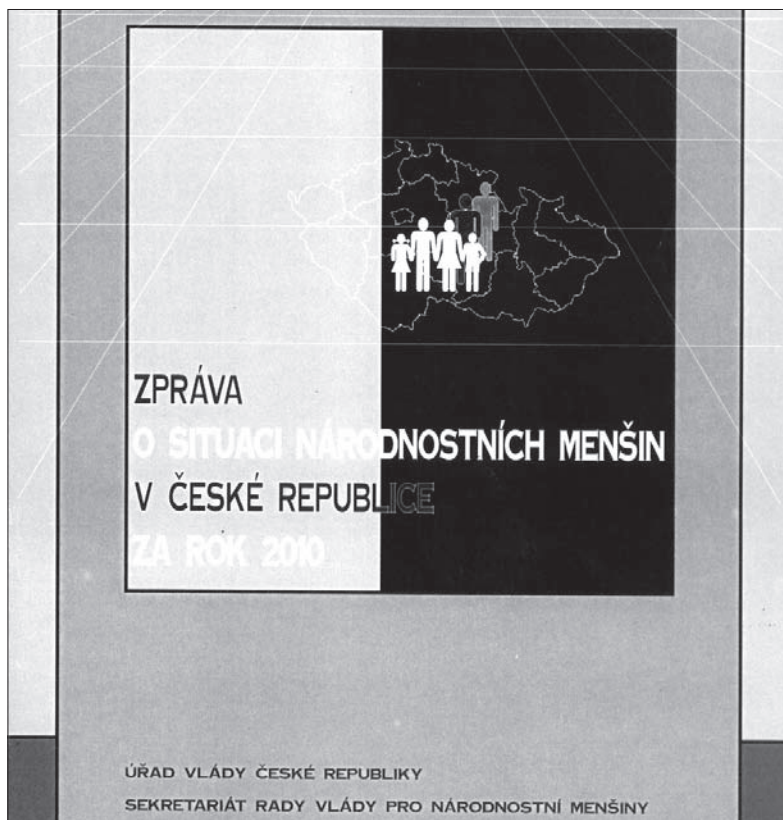 ZPRÁVA
O SITUACI NÁRODNOSTNÍCH MENŠIN
V ČESKÉ REPUBLICE
ZA ROK 2010
ÚŘAD VLÁDY ČESKÉ REPUBLIKY
SEKRETARIÁT RADY VLÁDY PRO NÁRODNOSTNÍ MENŠINY